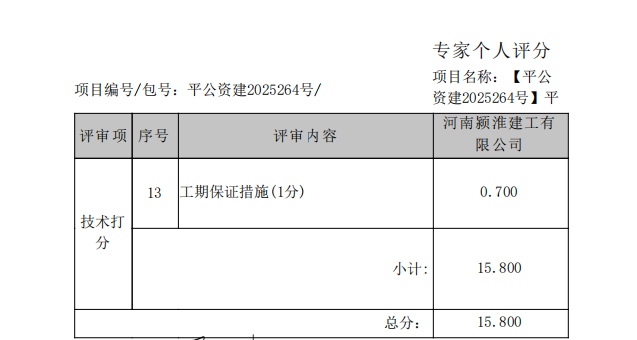 专家个人评分
项目编号/包号: 平公资建2025264号/
项目名称: 【平公
资建2025264号】平
评审项 序号 评审内容 河南颍淮建工有
限公司
技术打
分
13 工期保证措施(1分) 0.700
小计: 15.800
总分: 15.800